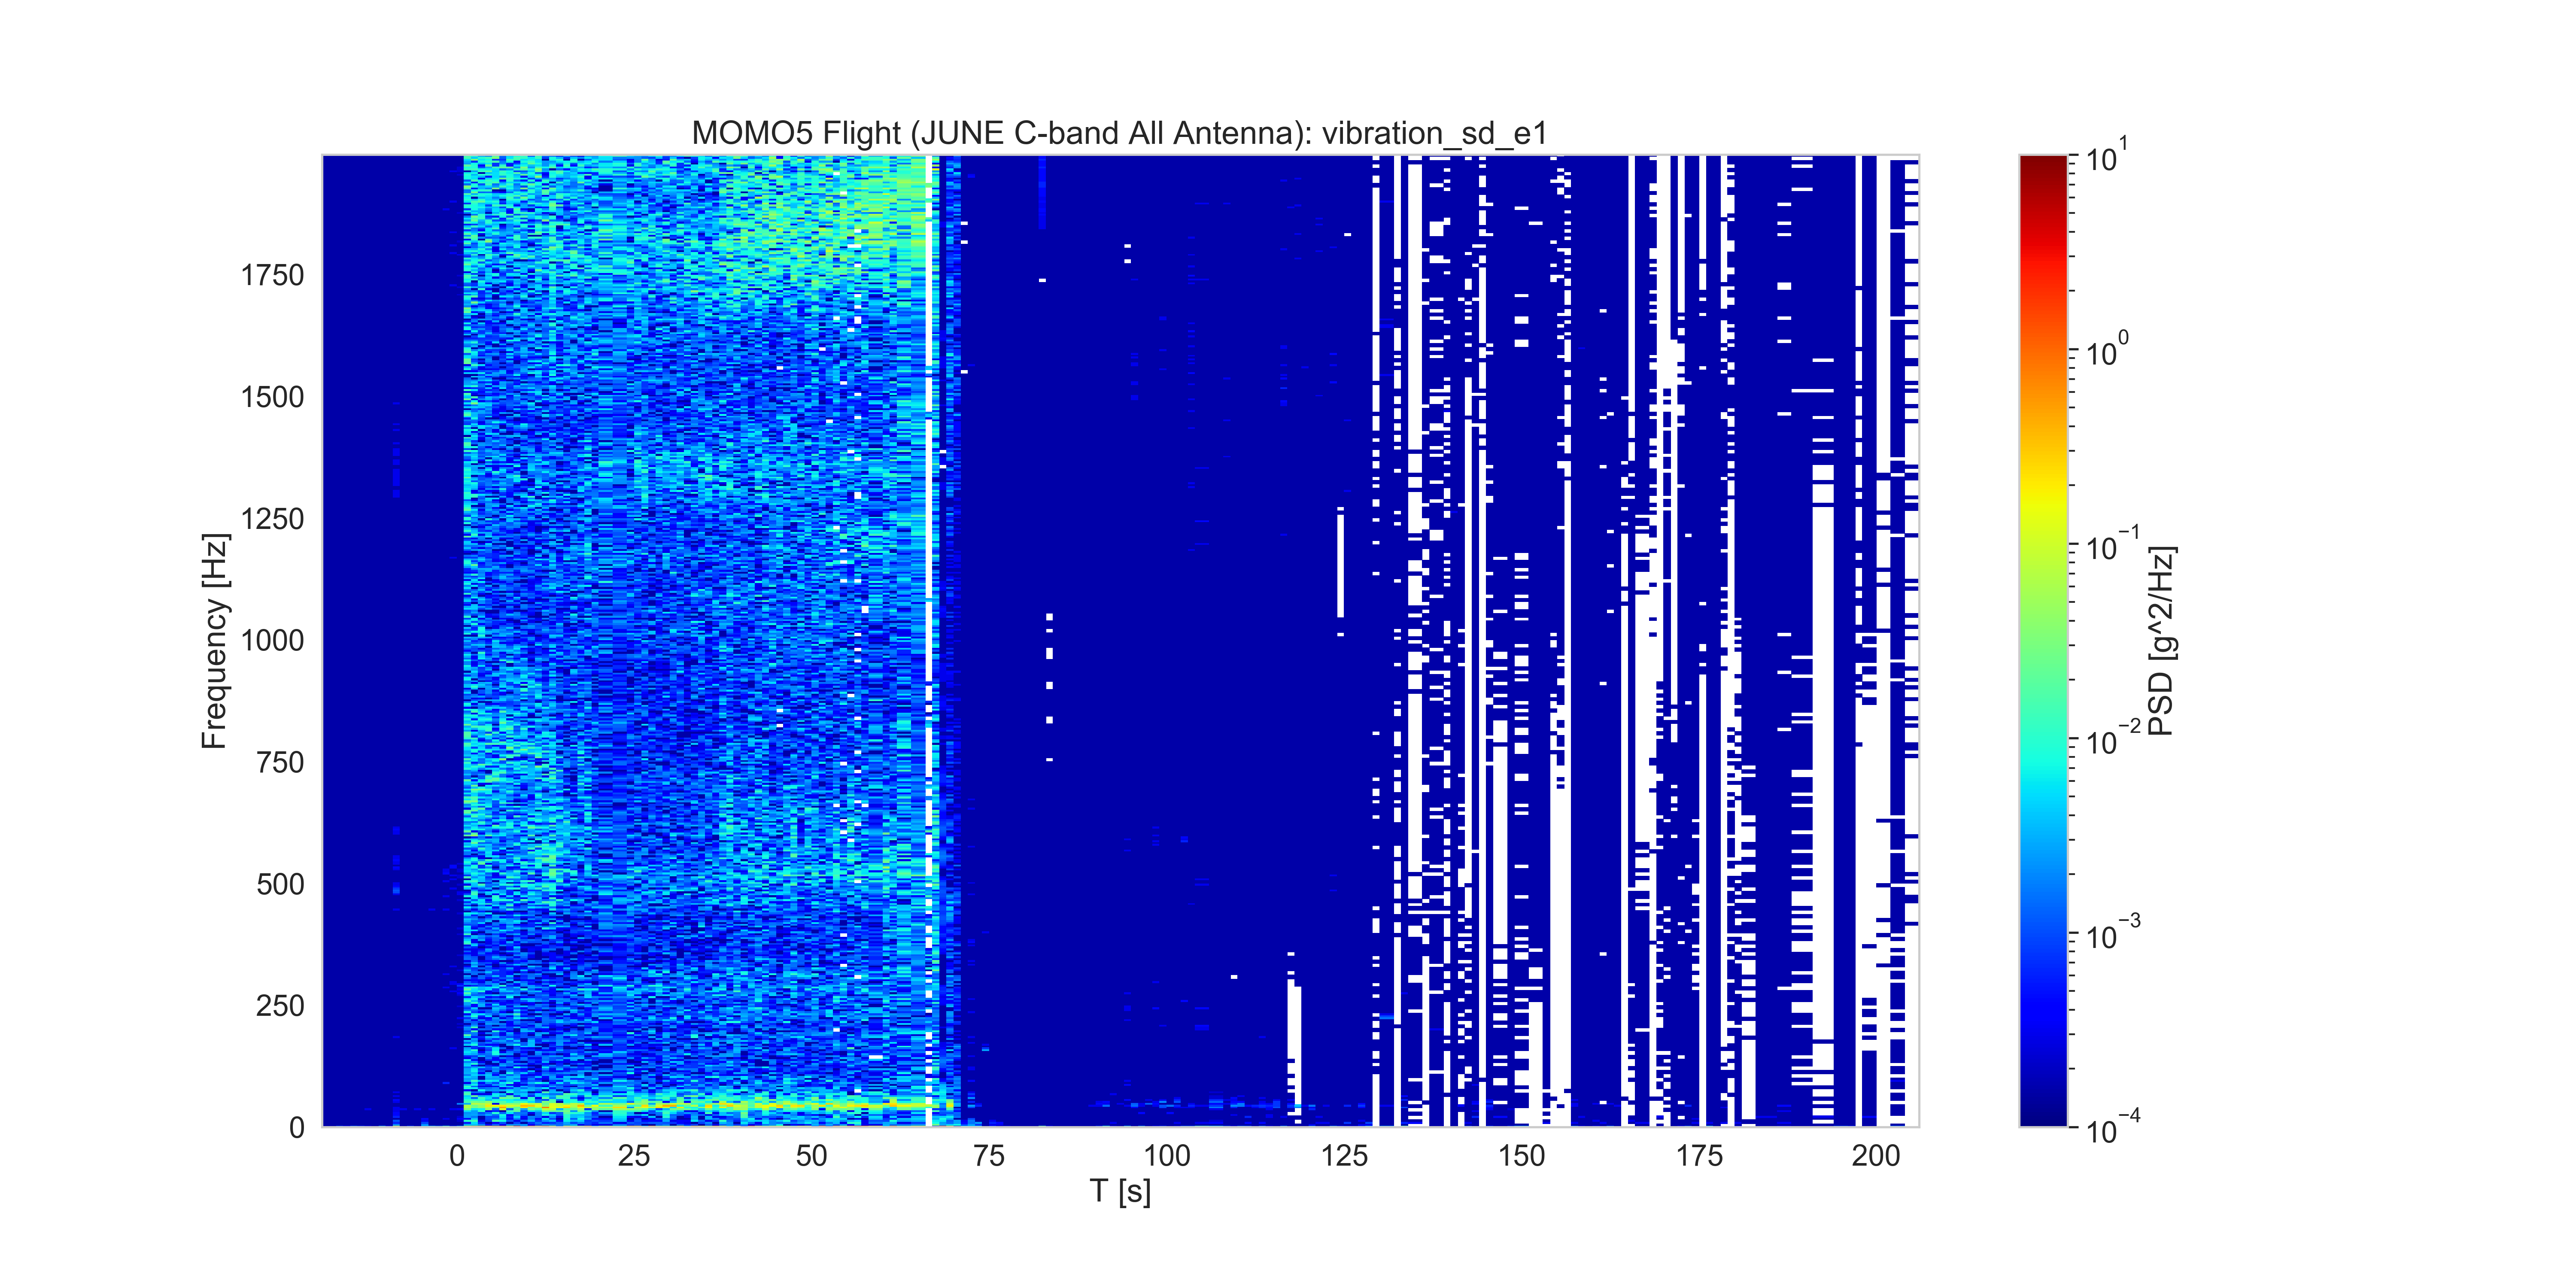 MOMO5 Flight (JUNE C-band All Antenna): vibration_sd_e1
Frequency [Hz]
1750
1500
1250
1000
750
500
250
0
0 25 50 75 100 125 150 175 200
T [s]
10^1
10^0
10^−1
10^−2
10^−3
10^−4
PSD [g^2/Hz]